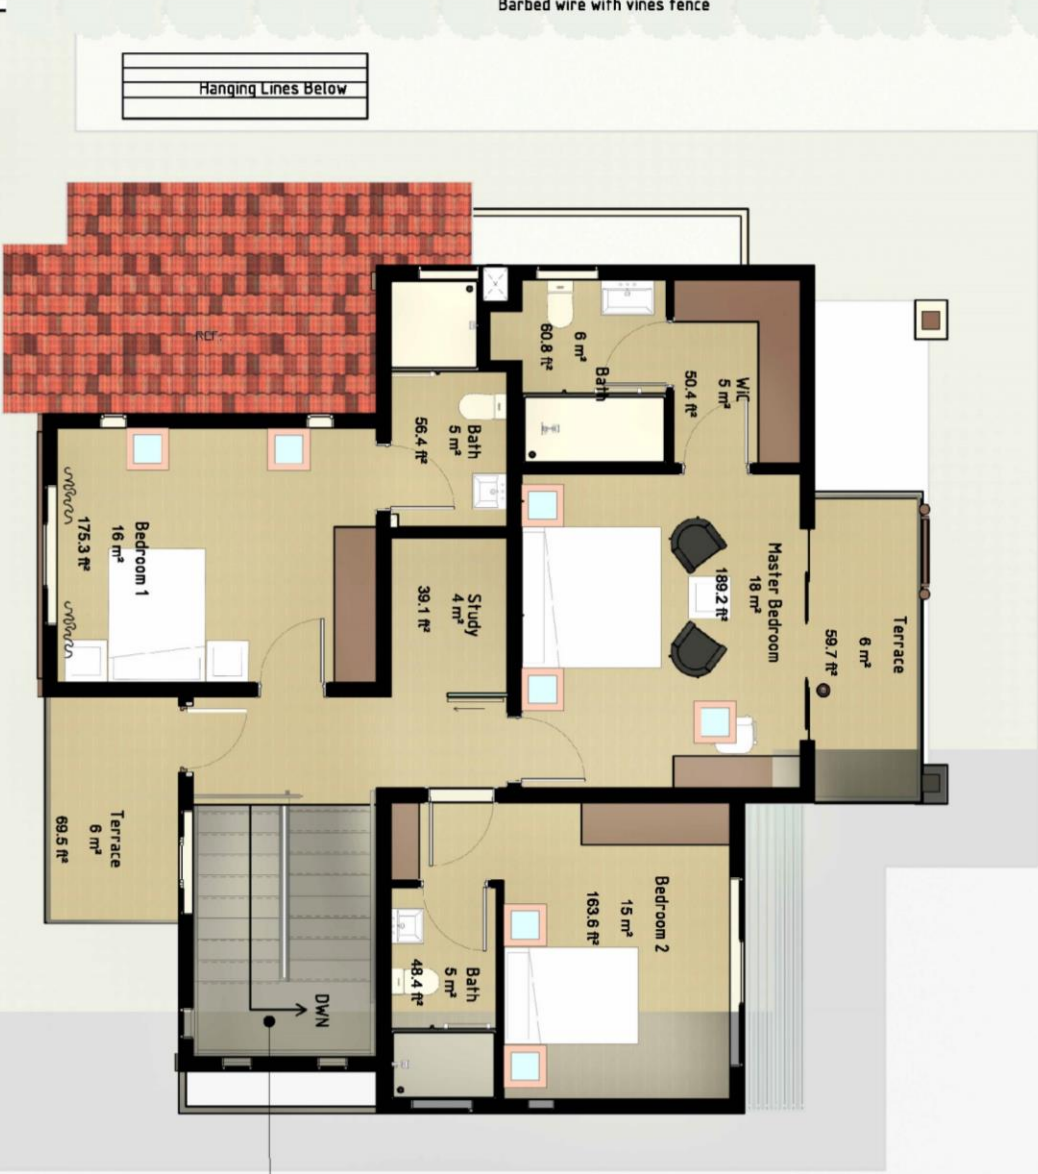 Barbed wire with vines fence
Hanging Lines Below
REF.
Bath
6 m²
60.8 ft²
WiC
5 m²
50.4 ft²
Bath
5 m²
56.4 ft²
Bedroom 1
16 m²
175.3 ft²
Study
4 m²
39.1 ft²
Master Bedroom
18 m²
189.2 ft²
Terrace
6 m²
59.7 ft²
Terrace
6 m²
69.5 ft²
Bedroom 2
15 m²
163.6 ft²
Bath
5 m²
48.4 ft²
DWN